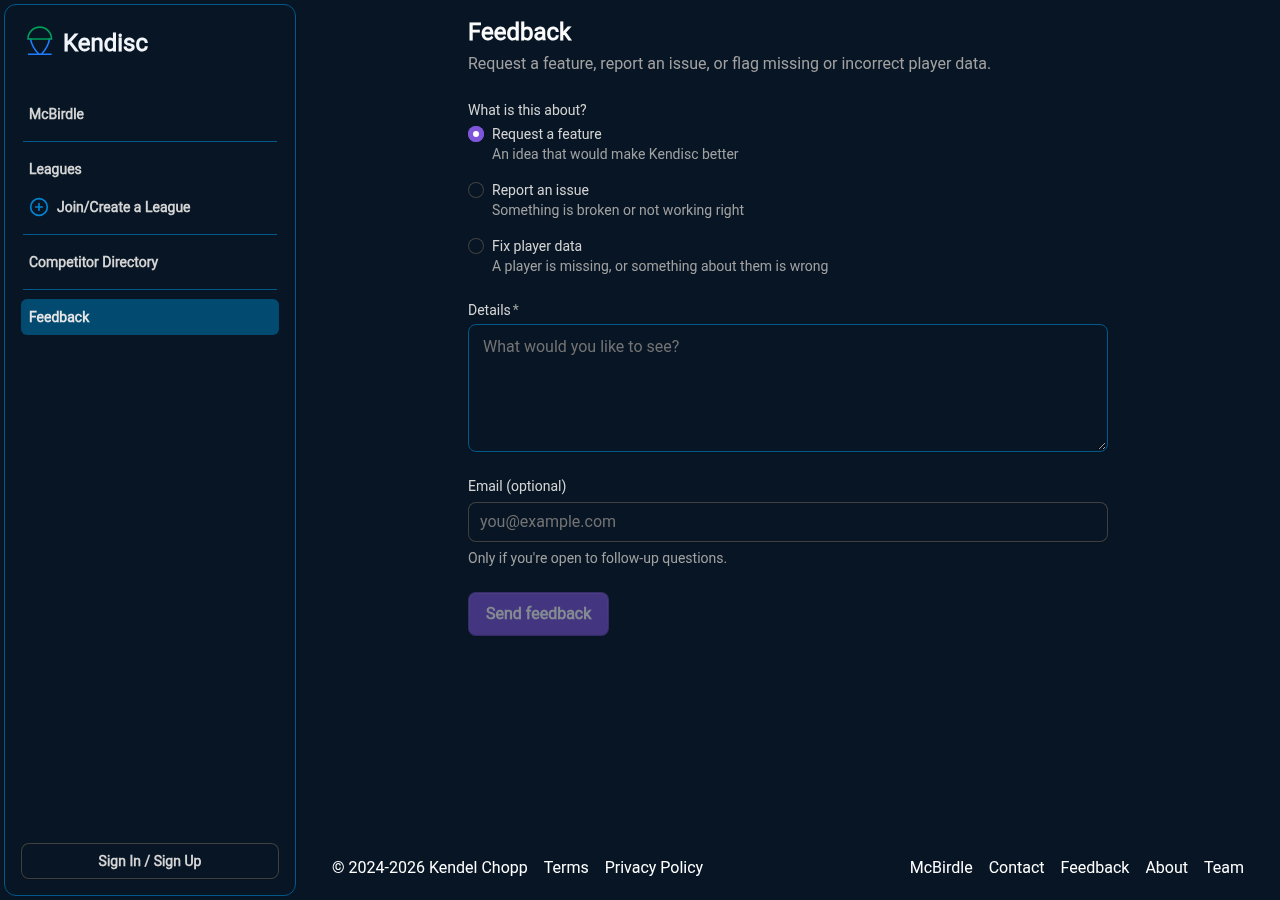 Kendisc
McBirdle
Leagues
Join/Create a League
Competitor Directory
Feedback
Sign In / Sign Up
Feedback
Request a feature, report an issue, or flag missing or incorrect player data.
What is this about?
Request a feature
An idea that would make Kendisc better
Report an issue
Something is broken or not working right
Fix player data
A player is missing, or something about them is wrong
Details*
What would you like to see?
Email (optional)
you@example.com
Only if you're open to follow-up questions.
Send feedback
© 2024-2026 Kendel Chopp Terms Privacy Policy McBirdle Contact Feedback About Team